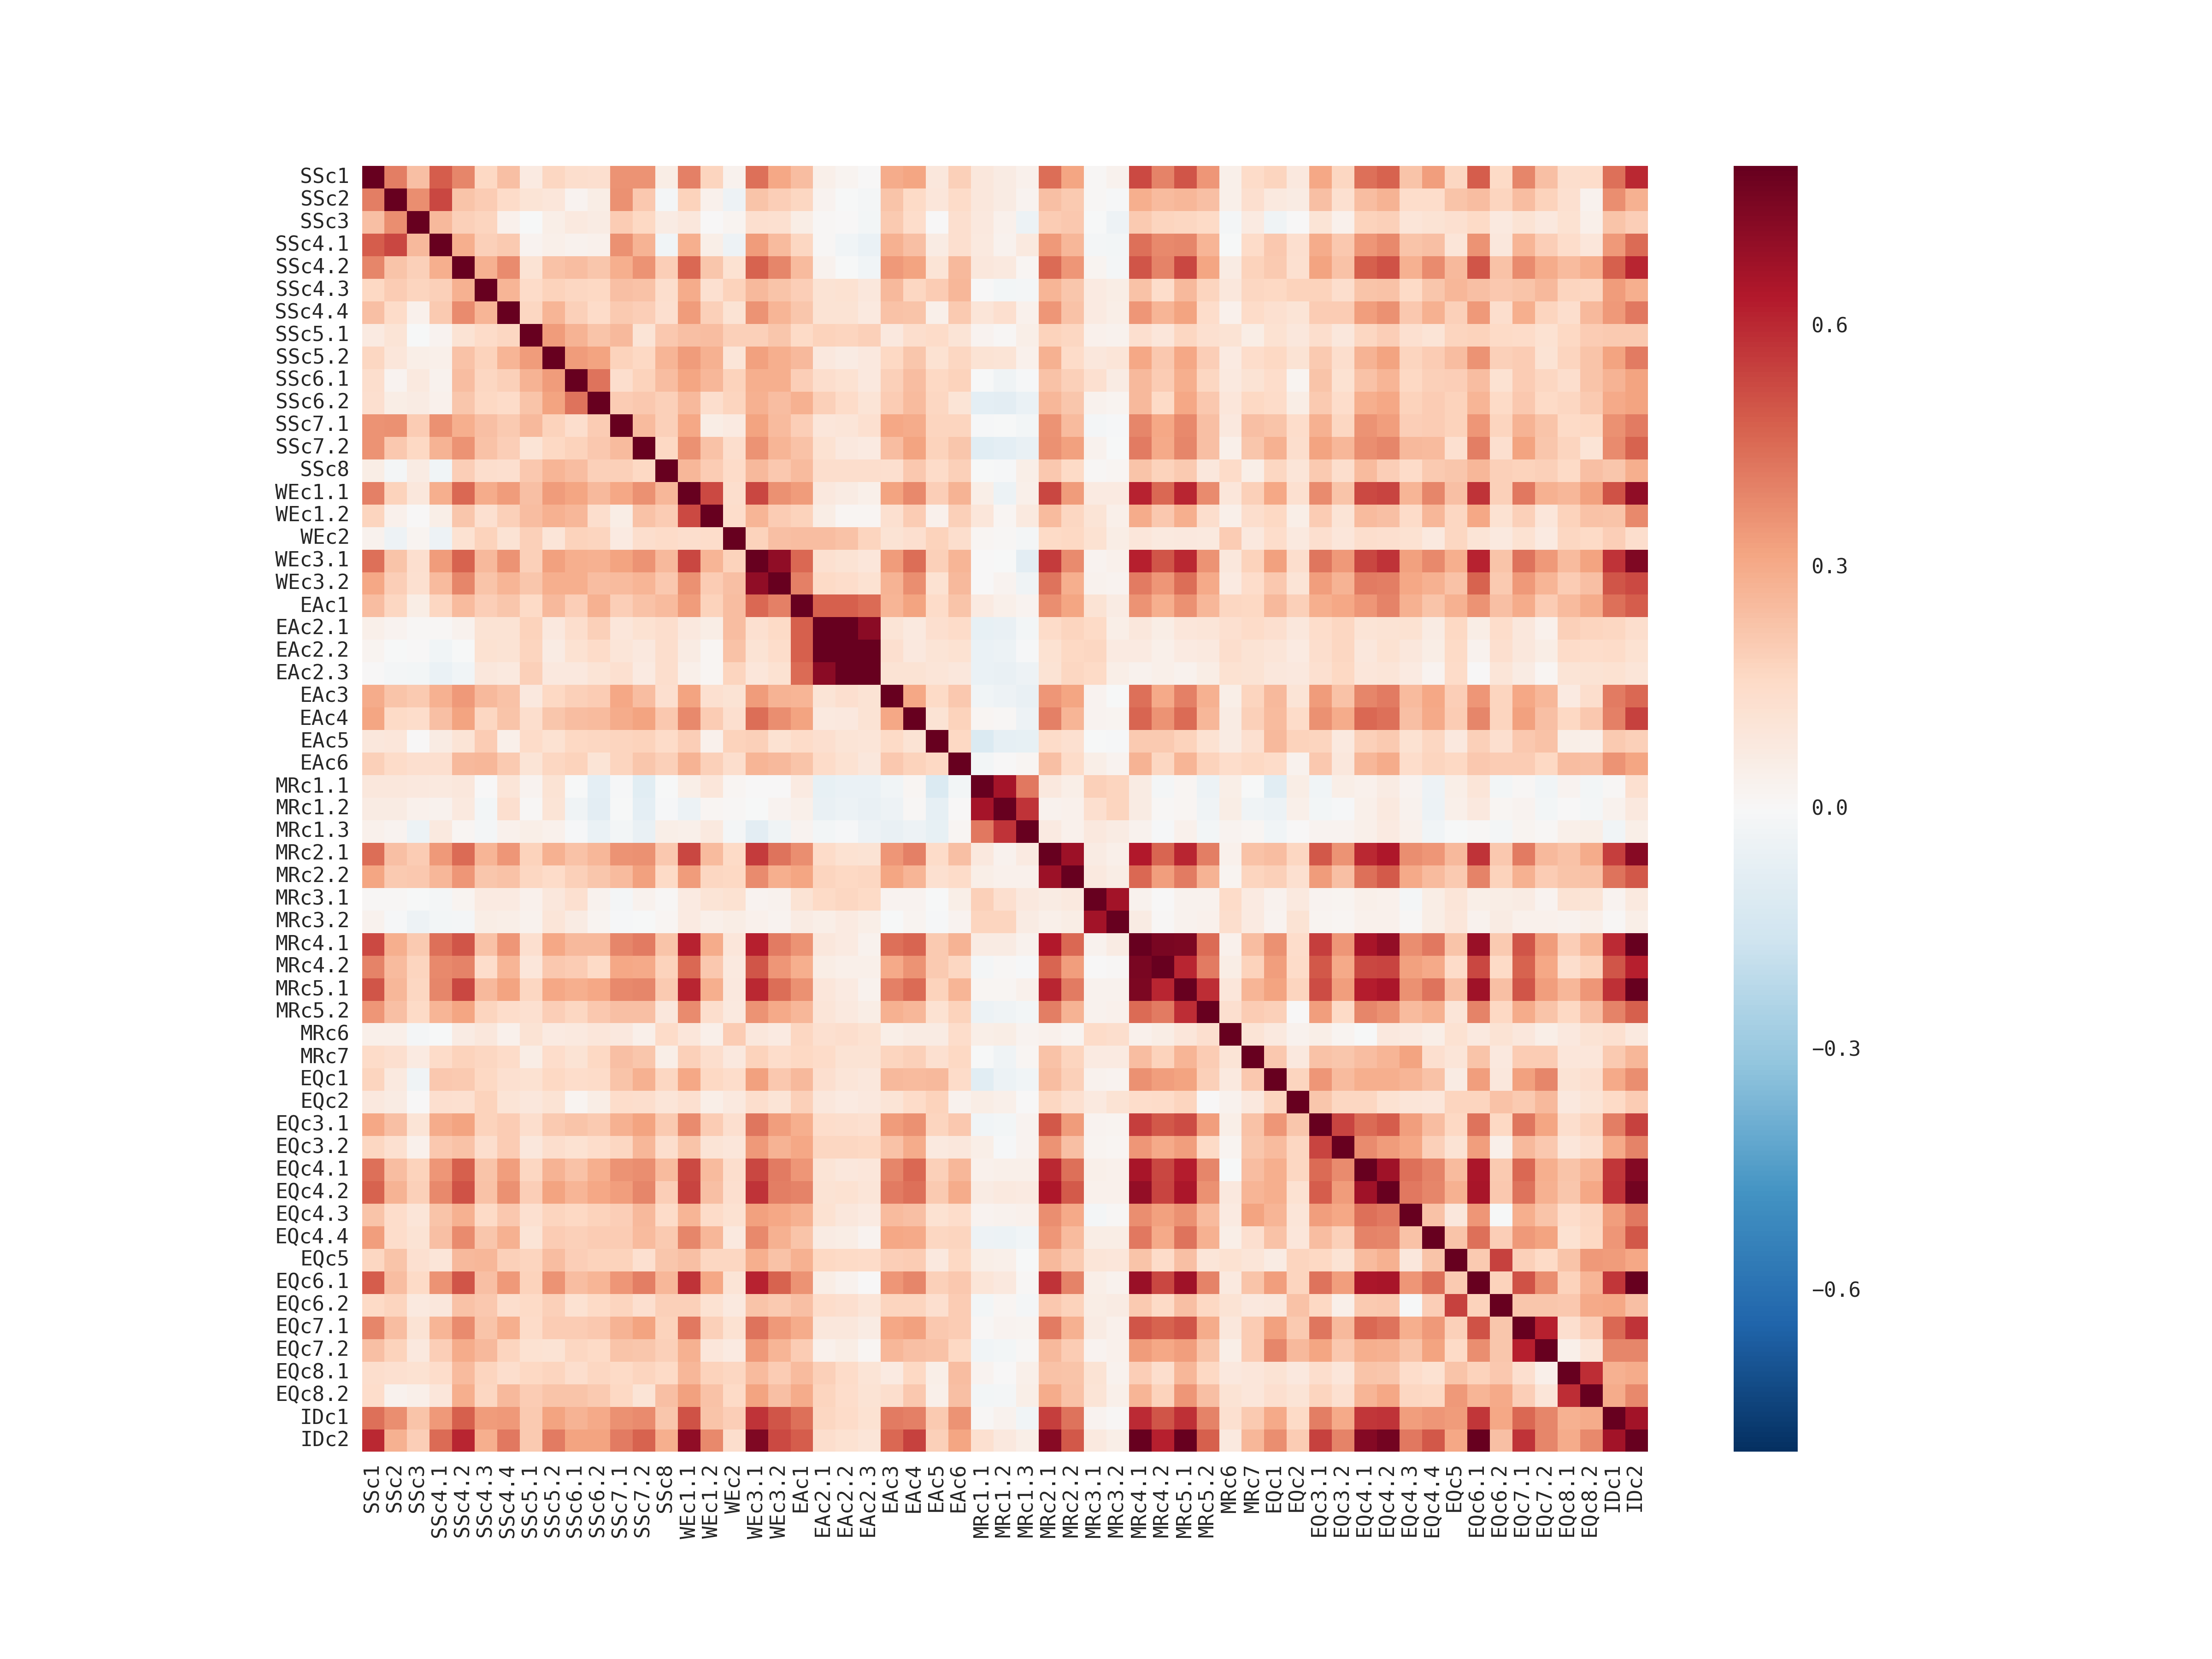 SSc1
SSc2
SSc3
SSc4.1
SSc4.2
SSc4.3
SSc4.4
SSc5.1
SSc5.2
SSc6.1
SSc6.2
SSc7.1
SSc7.2
SSc8
WEc1.1
WEc1.2
WEc2
WEc3.1
WEc3.2
EAc1
EAc2.1
EAc2.2
EAc2.3
EAc3
EAc4
EAc5
EAc6
MRc1.1
MRc1.2
MRc1.3
MRc2.1
MRc2.2
MRc3.1
MRc3.2
MRc4.1
MRc4.2
MRc5.1
MRc5.2
MRc6
MRc7
EQc1
EQc2
EQc3.1
EQc3.2
EQc4.1
EQc4.2
EQc4.3
EQc4.4
EQc5
EQc6.1
EQc6.2
EQc7.1
EQc7.2
EQc8.1
EQc8.2
IDc1
IDc2
SSc1
SSc2
SSc3
SSc4.1
SSc4.2
SSc4.3
SSc4.4
SSc5.1
SSc5.2
SSc6.1
SSc6.2
SSc7.1
SSc7.2
SSc8
WEc1.1
WEc1.2
WEc2
WEc3.1
WEc3.2
EAc1
EAc2.1
EAc2.2
EAc2.3
EAc3
EAc4
EAc5
EAc6
MRc1.1
MRc1.2
MRc1.3
MRc2.1
MRc2.2
MRc3.1
MRc3.2
MRc4.1
MRc4.2
MRc5.1
MRc5.2
MRc6
MRc7
EQc1
EQc2
EQc3.1
EQc3.2
EQc4.1
EQc4.2
EQc4.3
EQc4.4
EQc5
EQc6.1
EQc6.2
EQc7.1
EQc7.2
EQc8.1
EQc8.2
IDc1
IDc2
0.6
0.3
0.0
−0.3
−0.6